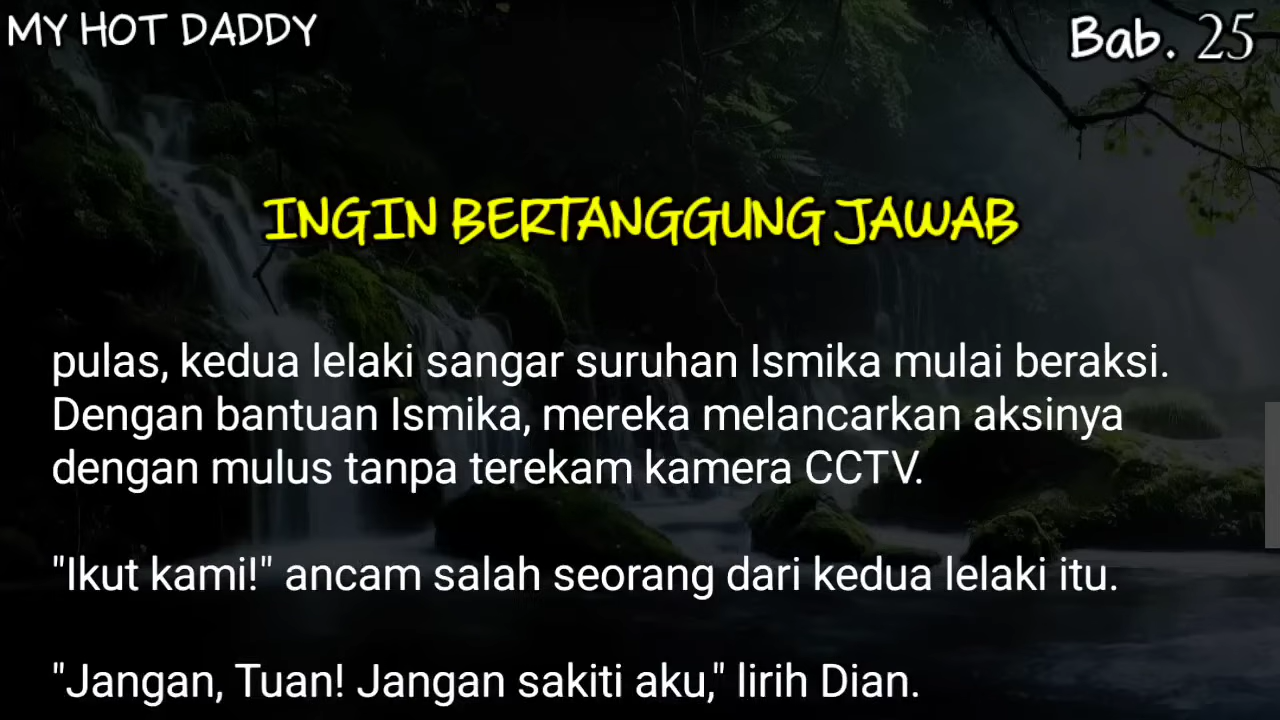 MY HOT DADDY
Bab. 25
INGIN BERTANGGUNG JAWAB
pulas, kedua lelaki sangar suruhan Ismika mulai beraksi.
Dengan bantuan Ismika, mereka melancarkan aksinya
dengan mulus tanpa terekam kamera CCTV.
"Ikut kami!" ancam salah seorang dari kedua lelaki itu.
"Jangan, Tuan! Jangan sakiti aku," lirih Dian.